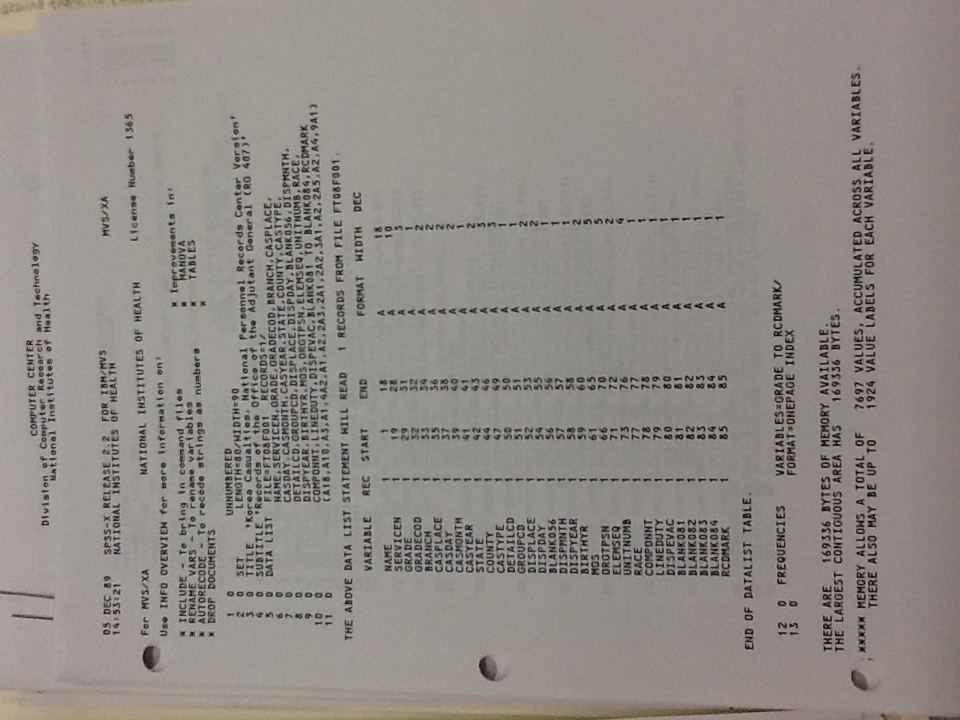 COMPUTER CENTER
Division of Computer Research and Technology
National Institutes of Health
05 DEC 89 SPSS-X RELEASE 2.2 FOR IBM/MVS MVS/XA
14:53:21 NATIONAL INSTITUTES OF HEALTH
For MVS/XA NATIONAL INSTITUTES OF HEALTH License Number 1365
Use INFO OVERVIEW for more information on:
* INCLUDE - To bring in command files * Improvements in:
* RENAME VARS - To rename variables * MANOVA
* AUTORECODE - To recode strings as numbers * TABLES
* DROP DOCUMENTS *
1 0 UNNUMBERED
2 0 SET LENGTH=80/WIDTH=90
3 0 TITLE 'Korea Casualties, National Personnel Records Center Version'
4 0 SUBTITLE 'Records of the Office of the Adjutant General (RG 407)'
5 0 DATA LIST FILE=FT08F001 RECORDS=1/
6 0 NAME,SERVICEN,GRADE,GRADECOD,BRANCH,CASPLACE,
7 0 CASDAY,CASMONTH,CASYEAR,STATE,COUNTY,CASTYPE,
8 0 DETAILCD,GROUPCD,DISPLACE,DISPDAY,BLANK056,DISPMNTH,
9 0 DISPYEAR,BIRTHYR,MOS,ORGTPSN,ELEMSEQ,UNITNUMB,RACE,
10 0 COMPONNT,LINEDUTY,DISPEVAC,BLANK081 TO BLANK084,RCDMARK
11 0 (A18,A10,A3,A1,4A2,A1,A2,2A3,2A1,2A2,3A1,A2,2A5,A2,A4,9A1)
THE ABOVE DATA LIST STATEMENT WILL READ 1 RECORDS FROM FILE FT08F001.
VARIABLE REC START END FORMAT WIDTH DEC
NAME 1 1 18 A 18
SERVICEN 1 19 28 A 10
GRADE 1 29 31 A 3
GRADECOD 1 32 32 A 1
BRANCH 1 33 34 A 2
CASPLACE 1 35 36 A 2
CASDAY 1 37 38 A 2
CASMONTH 1 39 40 A 2
CASYEAR 1 41 41 A 1
STATE 1 42 43 A 2
COUNTY 1 44 46 A 3
CASTYPE 1 47 49 A 3
DETAILCD 1 50 50 A 1
GROUPCD 1 51 51 A 1
DISPLACE 1 52 53 A 2
DISPDAY 1 54 55 A 2
BLANK056 1 56 56 A 1
DISPMNTH 1 57 57 A 1
DISPYEAR 1 58 58 A 1
BIRTHYR 1 59 60 A 2
MOS 1 61 65 A 5
ORGTPSN 1 66 70 A 5
ELEMSEQ 1 71 72 A 2
UNITNUMB 1 73 76 A 4
RACE 1 77 77 A 1
COMPONNT 1 78 78 A 1
LINEDUTY 1 79 79 A 1
DISPEVAC 1 80 80 A 1
BLANK081 1 81 81 A 1
BLANK082 1 82 82 A 1
BLANK083 1 83 83 A 1
BLANK084 1 84 84 A 1
RCDMARK 1 85 85 A 1
END OF DATALIST TABLE.
12 0 FREQUENCIES VARIABLES=GRADE TO RCDMARK/
13 0 FORMAT=ONEPAGE INDEX
THERE ARE 169336 BYTES OF MEMORY AVAILABLE.
THE LARGEST CONTIGUOUS AREA HAS 169336 BYTES.
***** MEMORY ALLOWS A TOTAL OF 7697 VALUES, ACCUMULATED ACROSS ALL VARIABLES.
THERE ALSO MAY BE UP TO 1924 VALUE LABELS FOR EACH VARIABLE.